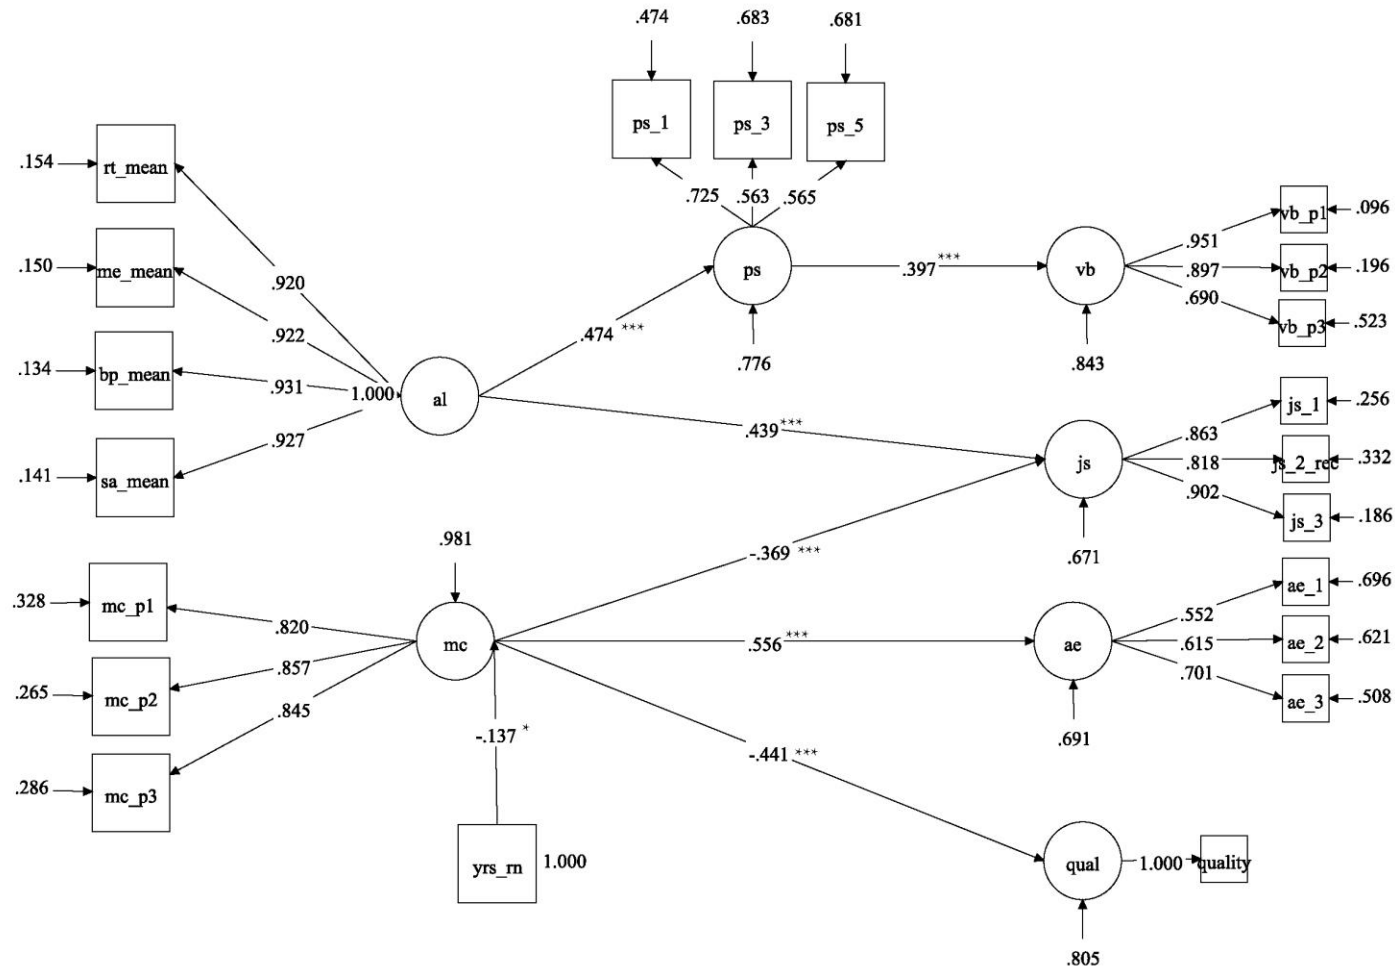 .474
.683
.681
ps_1
ps_3
ps_5
.725
.563
.565
.154
rt_mean
.920
.150
me_mean
.922
.134
bp_mean
.931
1.000
al
.141
sa_mean
.927
.474 ***
ps
.776
.397***
vb
.843
.951
vb_p1
.096
.897
vb_p2
.196
.690
vb_p3
.523
.439***
js
.671
.863
js_1
.256
.818
js_2_rec
.332
.902
js_3
.186
-.369 ***
.981
mc
.328
mc_p1
.820
.265
mc_p2
.857
.286
mc_p3
.845
-.137 *
yrs_rn
1.000
.556***
ae
.691
.552
ae_1
.696
.615
ae_2
.621
.701
ae_3
.508
-.441 ***
qual
1.000
quality
.805